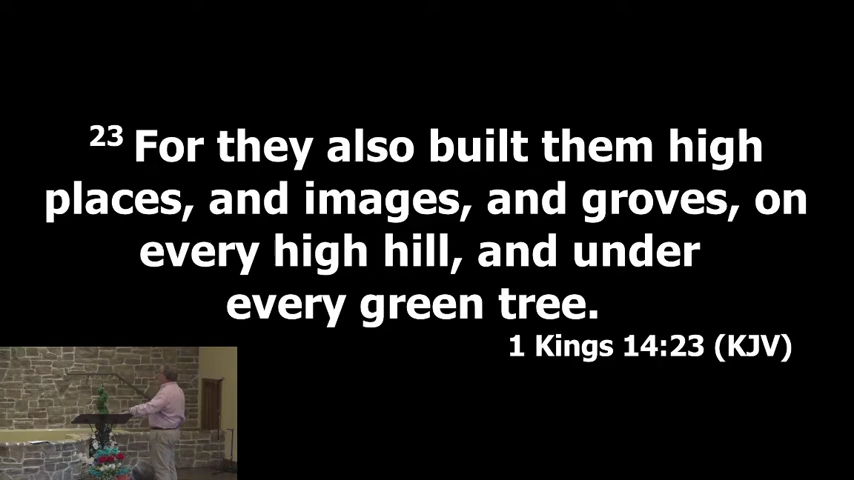 23 For they also built them high
places, and images, and groves, on
every high hill, and under
every green tree.
1 Kings 14:23 (KJV)